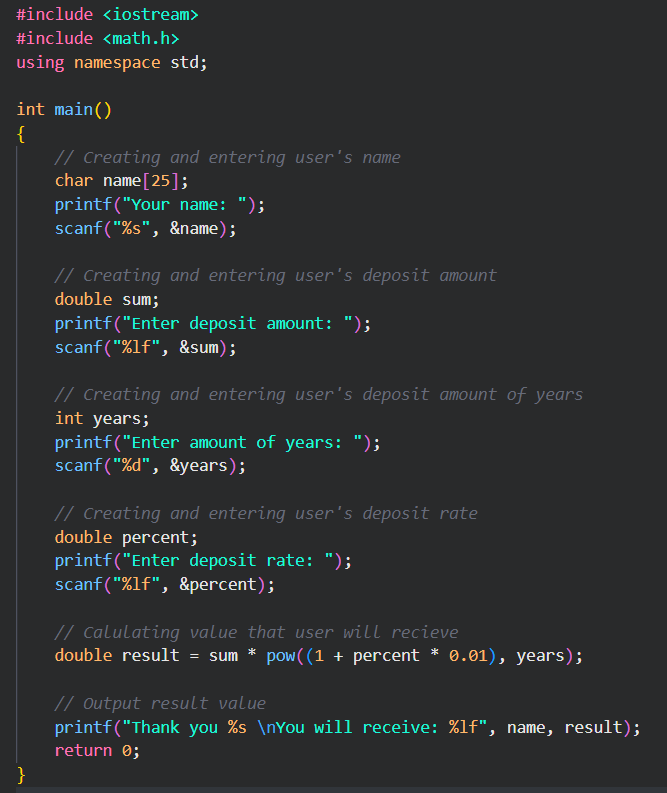 #include <iostream>
#include <math.h>
using namespace std;

int main()
{
    // Creating and entering user's name
    char name[25];
    printf("Your name: ");
    scanf("%s", &name);

    // Creating and entering user's deposit amount
    double sum;
    printf("Enter deposit amount: ");
    scanf("%lf", &sum);

    // Creating and entering user's deposit amount of years
    int years;
    printf("Enter amount of years: ");
    scanf("%d", &years);

    // Creating and entering user's deposit rate
    double percent;
    printf("Enter deposit rate: ");
    scanf("%lf", &percent);

    // Calulating value that user will recieve
    double result = sum * pow((1 + percent * 0.01), years);

    // Output result value
    printf("Thank you %s \nYou will receive: %lf", name, result);
    return 0;
}